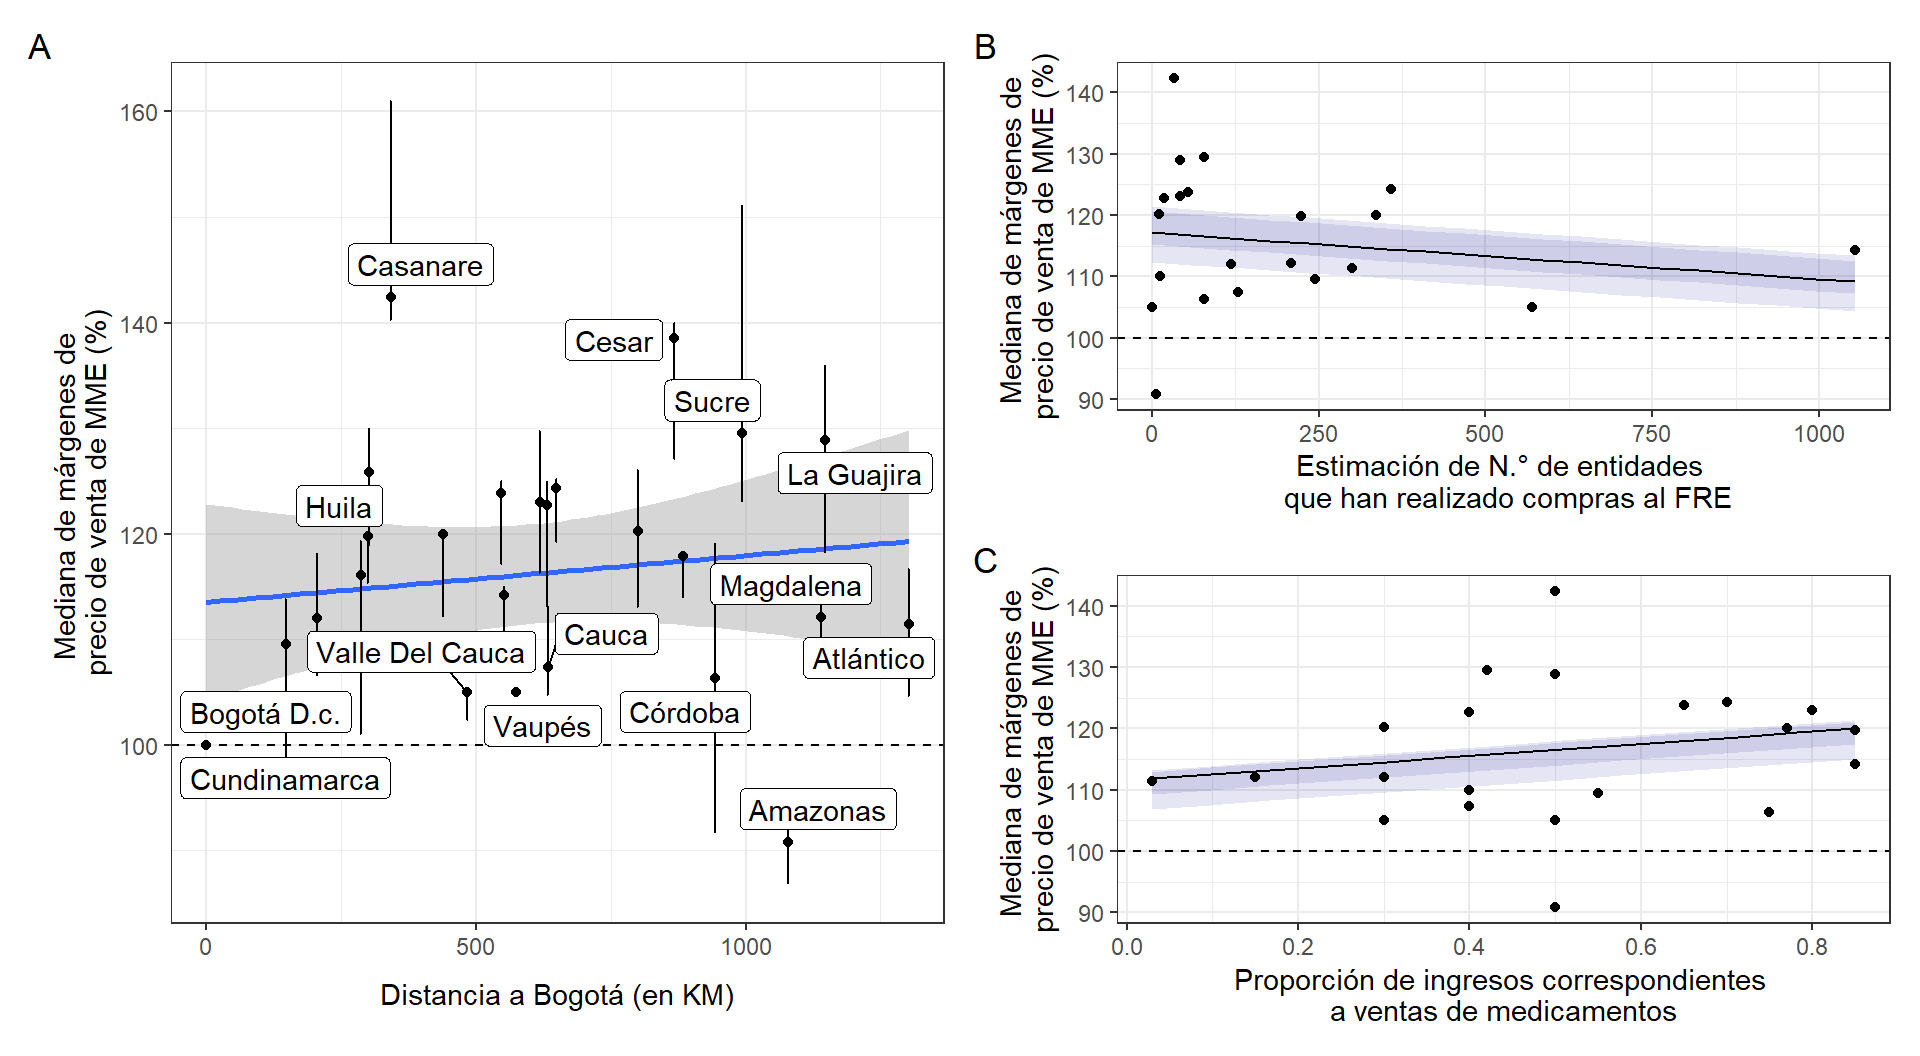 A
Mediana de márgenes de
precio de venta de MME (%)
160
140
120
100
Casanare
Cesar
Sucre
La Guajira
Huila
Magdalena
Cauca
Valle Del Cauca
Atlántico
Bogotá D.c.
Córdoba
Vaupés
Cundinamarca
Amazonas
0
500
1000
Distancia a Bogotá (en KM)
B
Mediana de márgenes de
precio de venta de MME (%)
140
130
120
110
100
90
0
250
500
750
1000
Estimación de N.° de entidades
que han realizado compras al FRE
C
Mediana de márgenes de
precio de venta de MME (%)
140
130
120
110
100
90
0.0
0.2
0.4
0.6
0.8
Proporción de ingresos correspondientes
a ventas de medicamentos